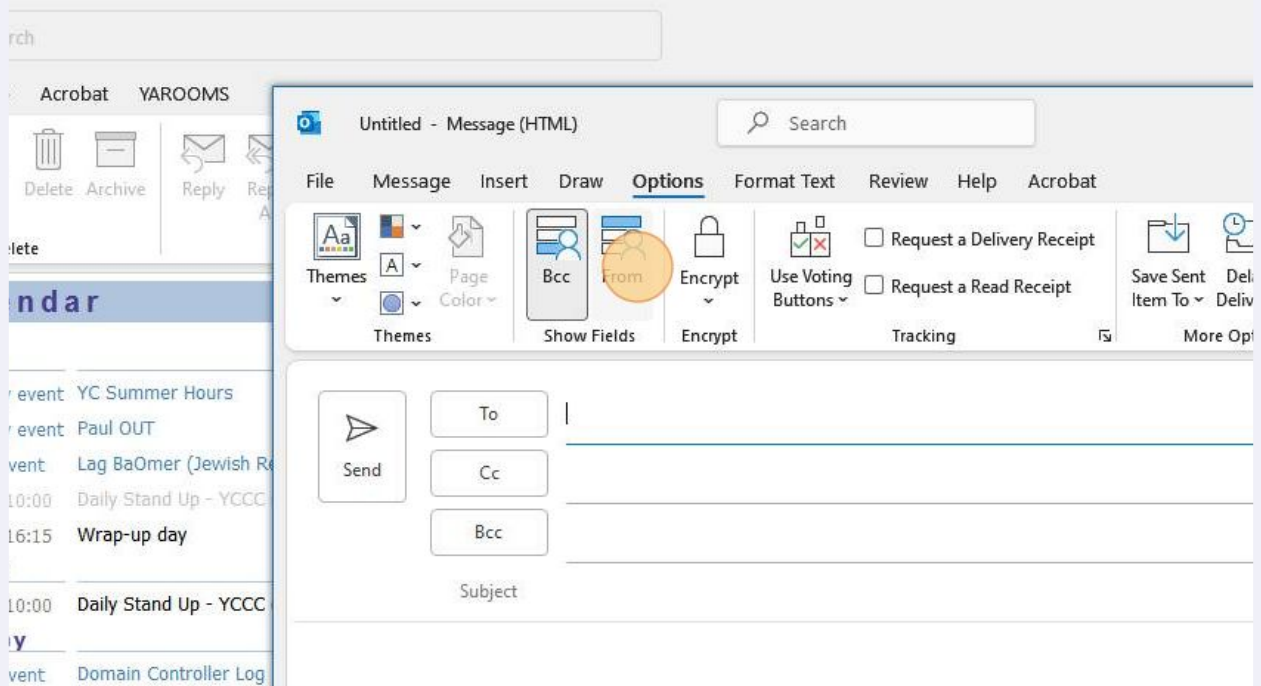 rch
Acrobat YAROOMS
Untitled - Message (HTML)
Search
File Message Insert Draw Options Format Text Review Help Acrobat
Delete Archive Reply Rep
A
elete
Aa
A
Themes Page
Color
Bcc From Encrypt Use Voting
Buttons
Request a Delivery Receipt
Request a Read Receipt
Save Sent
Item To
Del
Deliv
Themes Show Fields Encrypt Tracking More Opt
ndar
event YC Summer Hours
event Paul OUT
vent Lag BaOmer (Jewish Re
10:00 Daily Stand Up - YCCC
16:15 Wrap-up day
10:00 Daily Stand Up - YCCC
y
vent Domain Controller Log
Send
To
Cc
Bcc
Subject